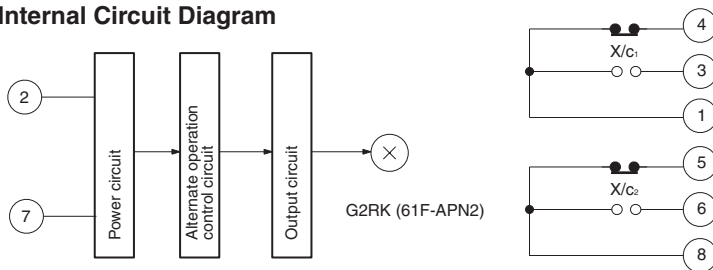 Internal Circuit Diagram
2
7
Power circuit
Alternate operation
control circuit
Output circuit
G2RK (61F-APN2)
4
X/c1
3
1
5
X/c2
6
8